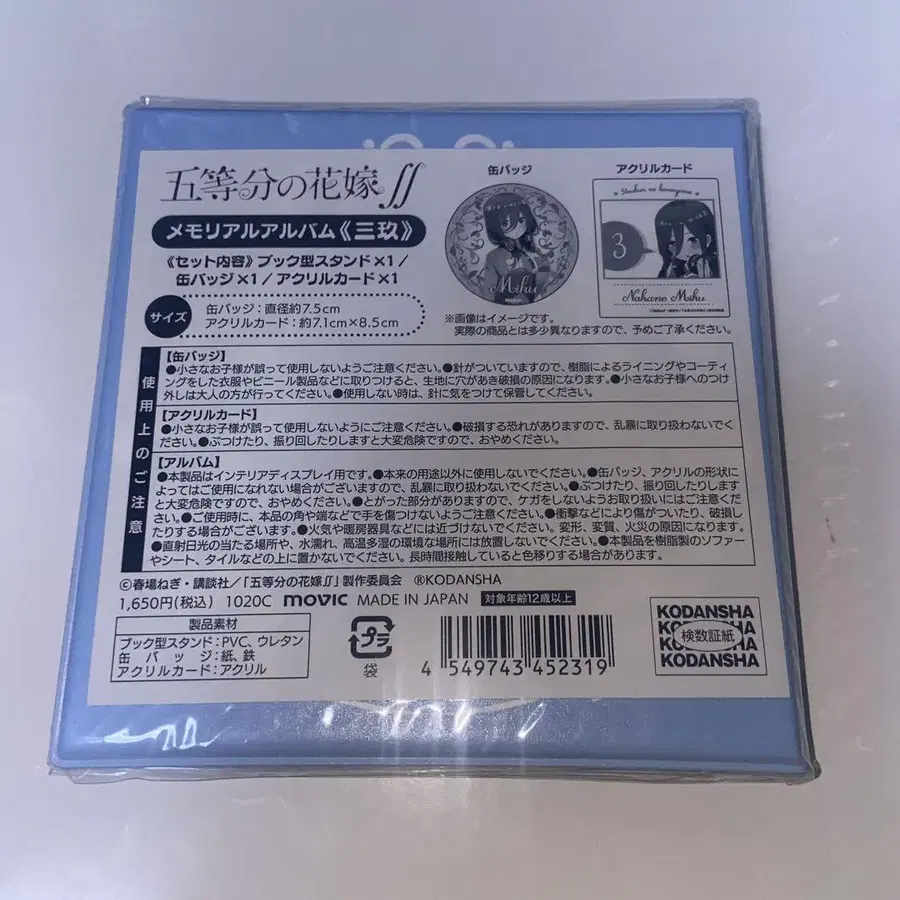 五等分の花嫁∬
メモリアルアルバム《三玖》
《セット内容》ブック型スタンド×1/
缶バッジ×1/アクリルカード×1
サイズ
缶バッジ:直径約7.5cm
アクリルカード:約7.1cm×8.5cm
缶バッジ
Miku
アクリルカード
3
Nakano Miku
※画像はイメージです。
実際の商品とは多少異なりますので、予めご了承ください。
使用上のご注意
【缶バッジ】
●小さなお子様が誤って使用しないようご注意ください。●針がついていますので、樹脂によるライニングやコーティ
ングをした衣服やビニール製品などに取りつけると、生地に穴があき破損の原因になります。●小さなお子様へのつけ
外しは大人の方が行ってください。●使用しない時は、針に気をつけて保管してください。
【アクリルカード】
●小さなお子様が誤って使用しないようにご注意ください。●破損する恐れがありますので、乱暴に取り扱わないでくだ
さい。●ぶつけたり、振り回したりしますと大変危険ですので、おやめください。
【アルバム】
●本製品はインテリアディスプレイ用です。●本来の用途以外に使用しないでください。●缶バッジ、アクリルの形状に
よってはご使用になれない場合がございますので、乱暴に取り扱わないでください。●ぶつけたり、振り回したりします
と大変危険ですので、おやめください。●とがった部分がありますので、ケガをしないようお取り扱いにはご注意くださ
い。●ご使用時に、本品の角や端などで手を傷つけないようご注意ください。●衝撃などにより傷がついたり、破損し
たりする場合がございます。●火気や暖房器具などには近づけないでください。変形、変質、火災の原因になります。
●直射日光の当たる場所や、水濡れ、高温多湿の環境な場所には放置しないでください。●本製品を樹脂製のソファー
やシート、タイルなどの上に置かないでください。長時間接触していると色移りする場合があります。
©春場ねぎ・講談社/「五等分の花嫁∬」製作委員会 ®KODANSHA
1,650円(税込) 1020C movic MADE IN JAPAN 対象年齢12歳以上
製品素材
ブック型スタンド:PVC、ウレタン
缶バッジ:紙、鉄
アクリルカード:アクリル
プラ
袋
4 549743 452319
KODANSHA
検数証紙
KODANSHA